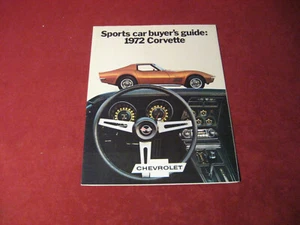 Sports car buyer's guide:
1972 Corvette
CHEVROLET